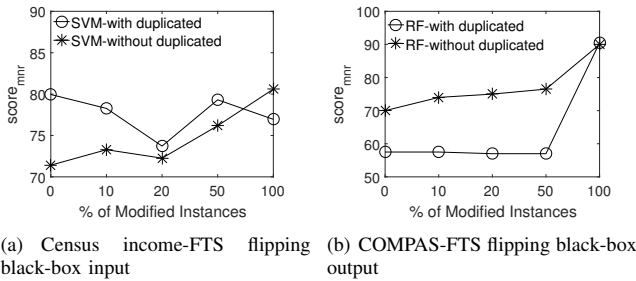 90
85
80
75
70
score_mnr
SVM-with duplicated
SVM-without duplicated
0 10 20 50 100
% of Modified Instances
(a) Census income-FTS flipping
black-box input
100
90
80
70
60
50
score_mnr
RF-with duplicated
RF-without duplicated
0 10 20 50 100
% of Modified Instances
(b) COMPAS-FTS flipping black-box
output